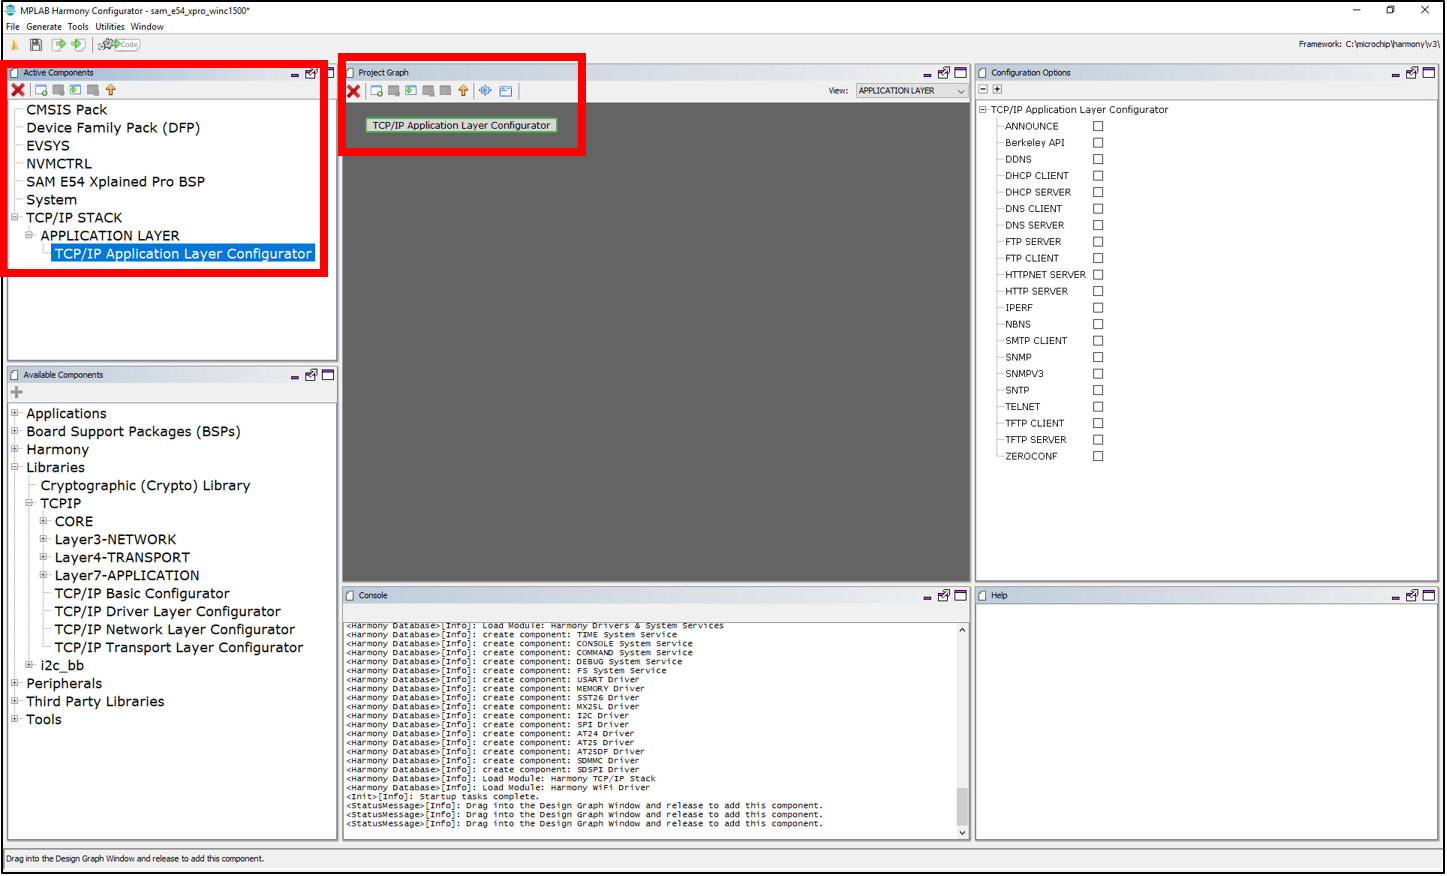 MPLAB Harmony Configurator - sam_e54_xpro_winc1500*
File Generate Tools Utilities Window
Code
Framework: C:\microchip\harmony\v3\
Active Components
CMSIS Pack
Device Family Pack (DFP)
EVSYS
NVMCTRL
SAM E54 Xplained Pro BSP
System
TCP/IP STACK
APPLICATION LAYER
TCP/IP Application Layer Configurator
Available Components
Applications
Board Support Packages (BSPs)
Harmony
Libraries
Cryptographic (Crypto) Library
TCPIP
CORE
Layer3-NETWORK
Layer4-TRANSPORT
Layer7-APPLICATION
TCP/IP Basic Configurator
TCP/IP Driver Layer Configurator
TCP/IP Network Layer Configurator
TCP/IP Transport Layer Configurator
i2c_bb
Peripherals
Third Party Libraries
Tools
Project Graph
View: APPLICATION LAYER
TCP/IP Application Layer Configurator
Console
<Harmony Database>[Info]: Load Module: Harmony Drivers & System Services
<Harmony Database>[Info]: create component: TIME System Service
<Harmony Database>[Info]: create component: CONSOLE System Service
<Harmony Database>[Info]: create component: COMMAND System Service
<Harmony Database>[Info]: create component: DEBUG System Service
<Harmony Database>[Info]: create component: FS System Service
<Harmony Database>[Info]: create component: USART Driver
<Harmony Database>[Info]: create component: MEMORY Driver
<Harmony Database>[Info]: create component: SST26 Driver
<Harmony Database>[Info]: create component: MX25L Driver
<Harmony Database>[Info]: create component: I2C Driver
<Harmony Database>[Info]: create component: SPI Driver
<Harmony Database>[Info]: create component: AT24 Driver
<Harmony Database>[Info]: create component: AT25 Driver
<Harmony Database>[Info]: create component: AT25DF Driver
<Harmony Database>[Info]: create component: SDMMC Driver
<Harmony Database>[Info]: create component: SDSPI Driver
<Harmony Database>[Info]: Load Module: Harmony TCP/IP Stack
<Harmony Database>[Info]: Load Module: Harmony WiFi Driver
<Init>[Info]: Startup tasks complete.
<StatusMessage>[Info]: Drag into the Design Graph Window and release to add this component.
<StatusMessage>[Info]: Drag into the Design Graph Window and release to add this component.
<StatusMessage>[Info]: Drag into the Design Graph Window and release to add this component.
Configuration Options
TCP/IP Application Layer Configurator
ANNOUNCE
Berkeley API
DDNS
DHCP CLIENT
DHCP SERVER
DNS CLIENT
DNS SERVER
FTP SERVER
FTP CLIENT
HTTPNET SERVER
HTTP SERVER
IPERF
NBNS
SMTP CLIENT
SNMP
SNMPV3
SNTP
TELNET
TFTP CLIENT
TFTP SERVER
ZEROCONF
Help
Drag into the Design Graph Window and release to add this component.